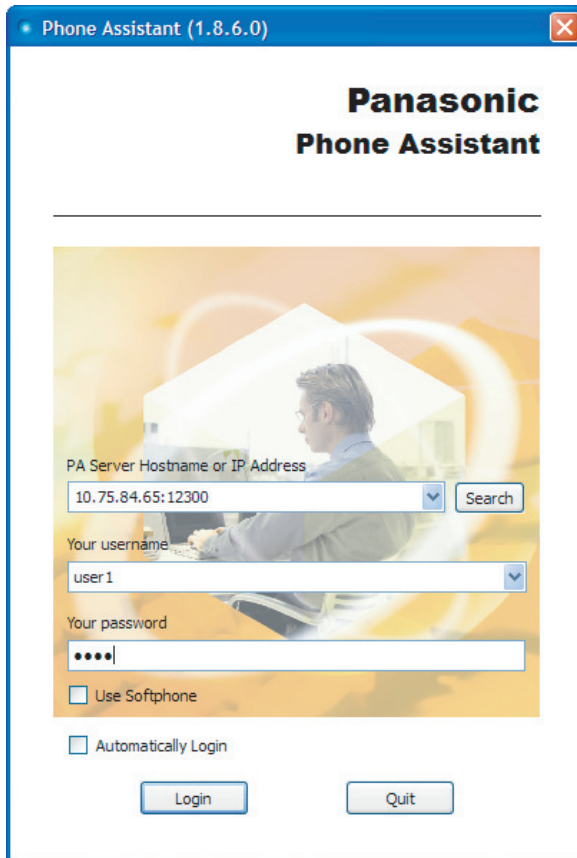 Phone Assistant (1.8.6.0)
Panasonic
Phone Assistant
PA Server Hostname or IP Address
10.75.84.65:12300
Search
Your username
user1
Your password
••••
Use Softphone
Automatically Login
Login Quit